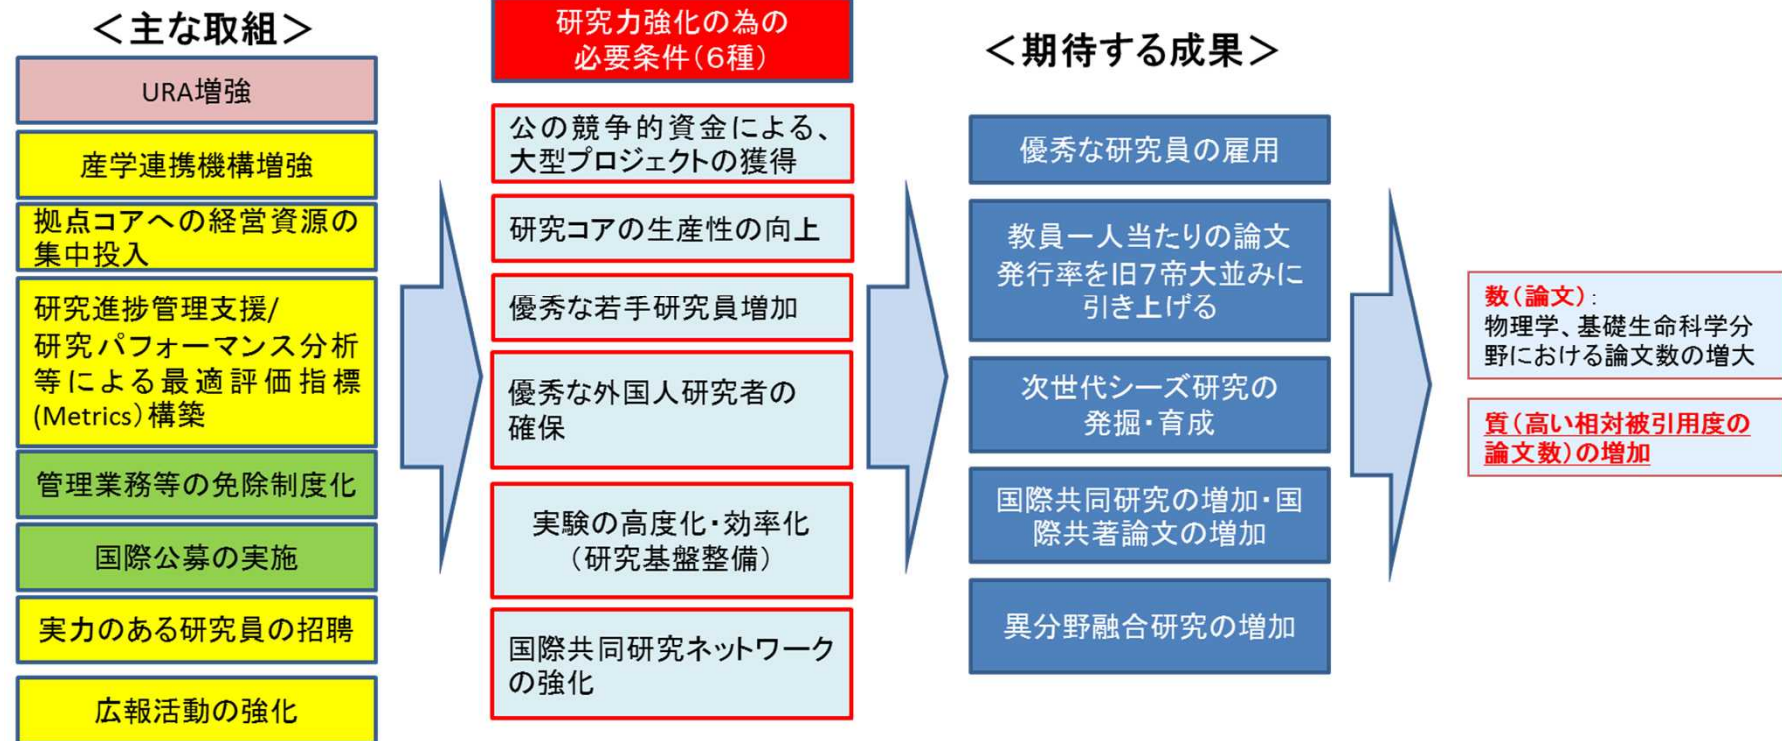 ＜主な取組＞
URA増強
産学連携機構増強
拠点コアへの経営資源の
集中投入
研究進捗管理支援/
研究パフォーマンス分析
等による最適評価指標
(Metrics)構築
管理業務等の免除制度化
国際公募の実施
実力のある研究員の招聘
広報活動の強化
研究力強化の為の
必要条件(6種)
公の競争的資金による、
大型プロジェクトの獲得
研究コアの生産性の向上
優秀な若手研究員増加
優秀な外国人研究者の
確保
実験の高度化・効率化
(研究基盤整備)
国際共同研究ネットワーク
の強化
＜期待する成果＞
優秀な研究員の雇用
教員一人当たりの論文
発行率を旧7帝大並みに
引き上げる
次世代シーズ研究の
発掘・育成
国際共同研究の増加・国
際共著論文の増加
異分野融合研究の増加
数(論文):
物理学、基礎生命科学分
野における論文数の増大
質(高い相対被引用度の
論文数)の増加